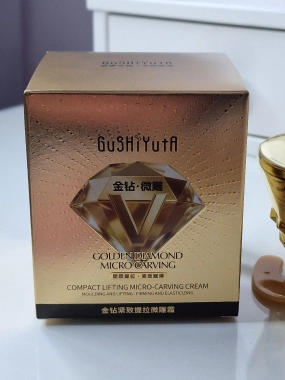 GuSHiYutA
金钻·微雕
GOLDEN DIAMOND
MICRO CARVING
COMPACT LIFTING MICRO-CARVING CREAM
MOULDING AND LIFTING · FIRMING AND ELASTICIZING
金钻紧致提拉微雕霜